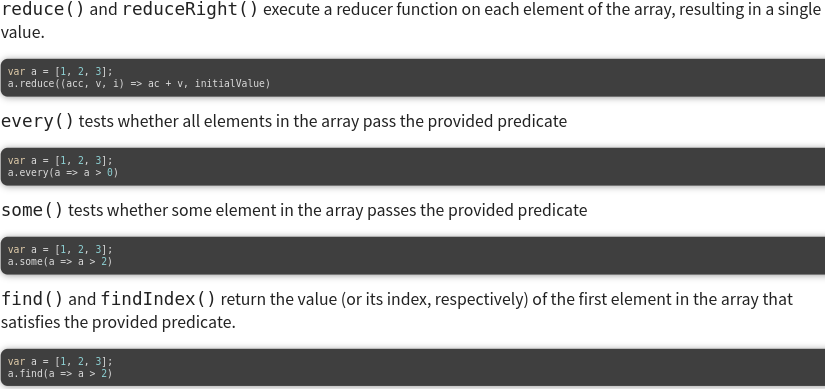 reduce() and reduceRight() execute a reducer function on each element of the array, resulting in a single
value.
var a = [1, 2, 3];
a.reduce((acc, v, i) => ac + v, initialValue)
every() tests whether all elements in the array pass the provided predicate
var a = [1, 2, 3];
a.every(a => a > 0)
some() tests whether some element in the array passes the provided predicate
var a = [1, 2, 3];
a.some(a => a > 2)
find() and findIndex() return the value (or its index, respectively) of the first element in the array that
satisfies the provided predicate.
var a = [1, 2, 3];
a.find(a => a > 2)